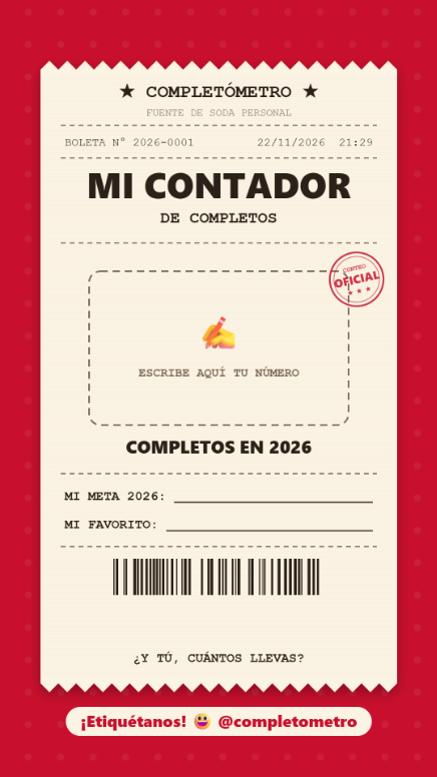 ★ COMPLETÓMETRO ★
FUENTE DE SODA PERSONAL
BOLETA N° 2026-0001 22/11/2026 21:29
MI CONTADOR
DE COMPLETOS
CONTEO
OFICIAL
★ ★ ★
ESCRIBE AQUÍ TU NÚMERO
COMPLETOS EN 2026
MI META 2026:
MI FAVORITO:
¿Y TÚ, CUÁNTOS LLEVAS?
¡Etiquétanos! 😃 @completometro